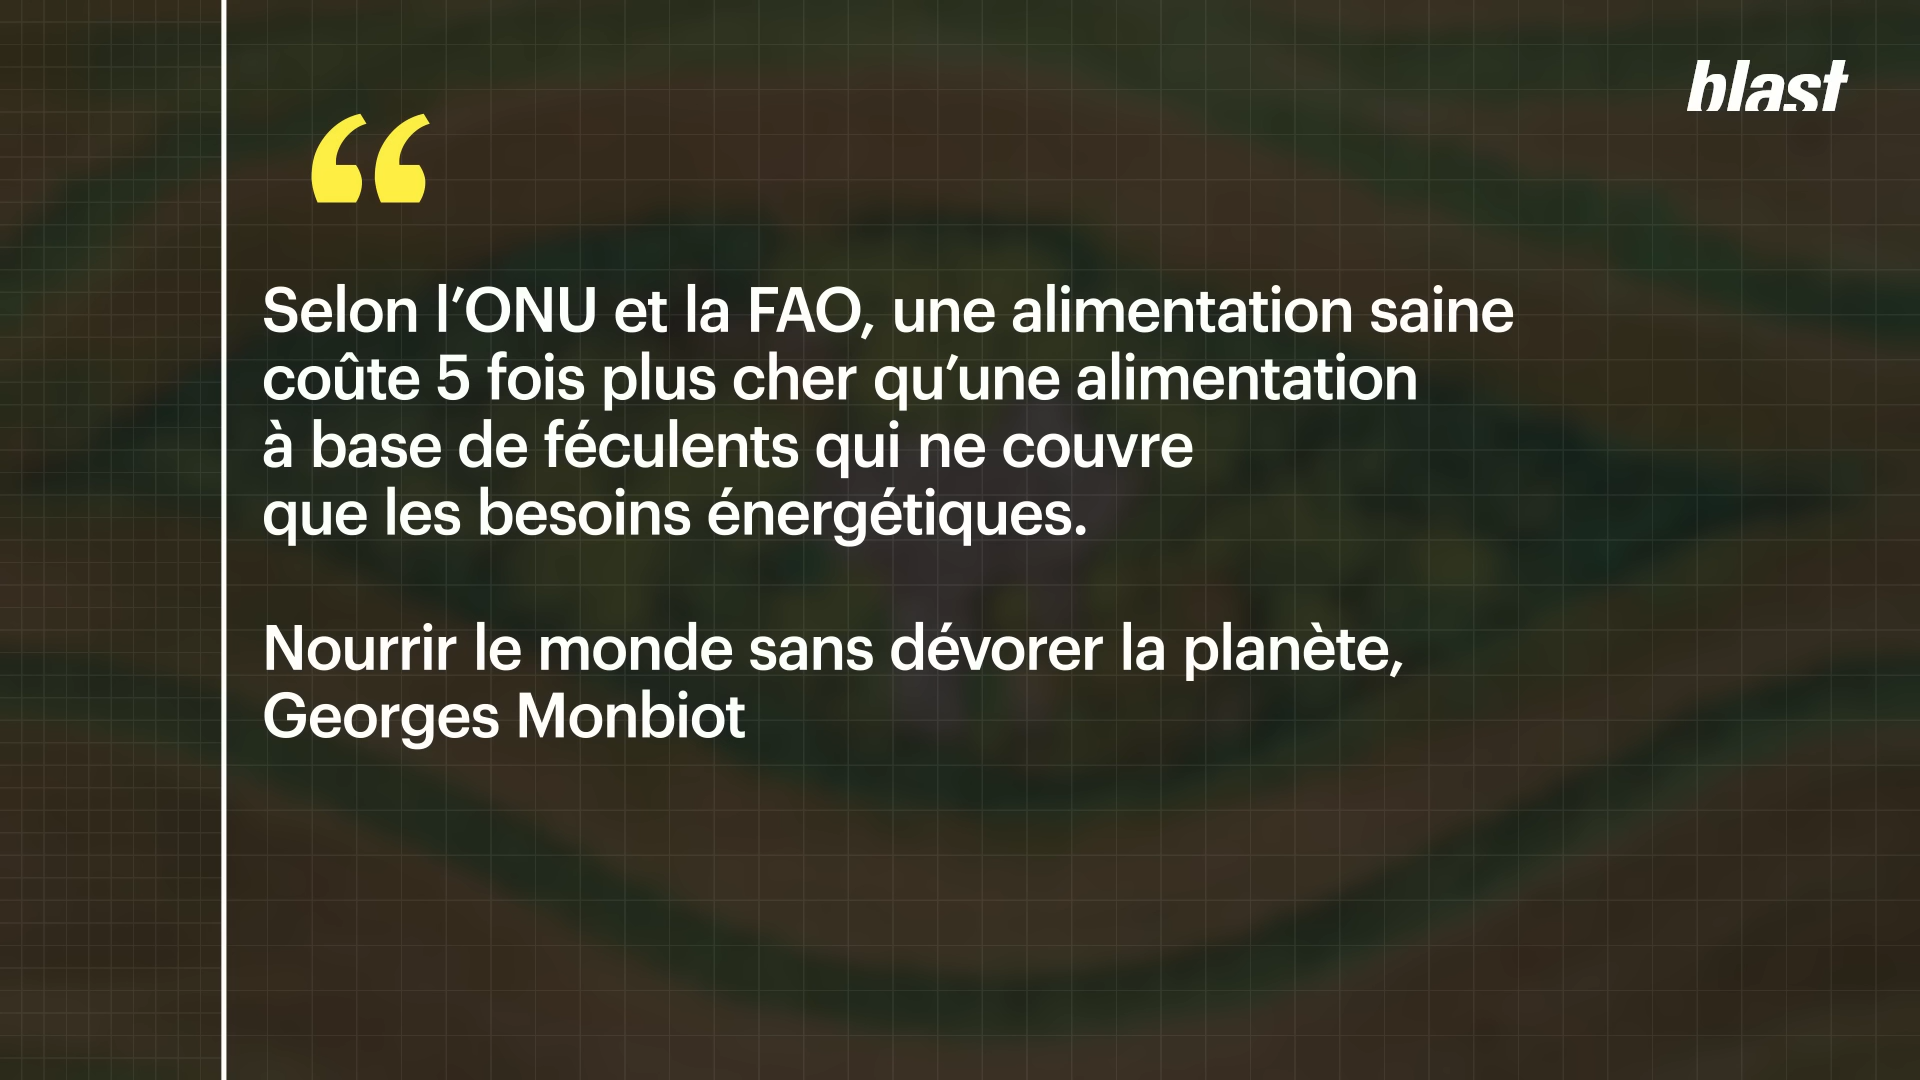 blast
“
Selon l’ONU et la FAO, une alimentation saine
coûte 5 fois plus cher qu’une alimentation
à base de féculents qui ne couvre
que les besoins énergétiques.
Nourrir le monde sans dévorer la planète,
Georges Monbiot